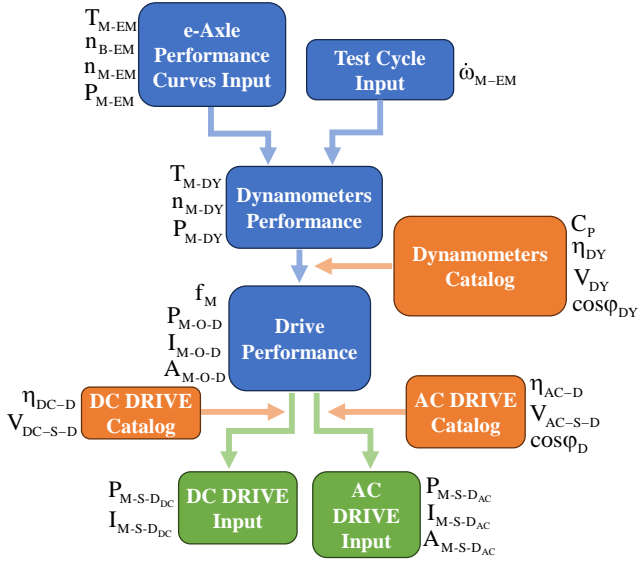 T_M-EM
n_B-EM
n_M-EM
P_M-EM
e-Axle
Performance
Curves Input
Test Cycle
Input
ω̇_M−EM
T_M-DY
n_M-DY
P_M-DY
Dynamometers
Performance
Dynamometers
Catalog
C_P
η_DY
V_DY
cosφ_DY
f_M
P_M-O-D
I_M-O-D
A_M-O-D
Drive
Performance
η_DC−D
V_DC−S−D
DC DRIVE
Catalog
AC DRIVE
Catalog
η_AC−D
V_AC−S−D
cosφ_D
P_M-S-D_DC
I_M-S-D_DC
DC DRIVE
Input
AC
DRIVE
Input
P_M-S-D_AC
I_M-S-D_AC
A_M-S-D_AC